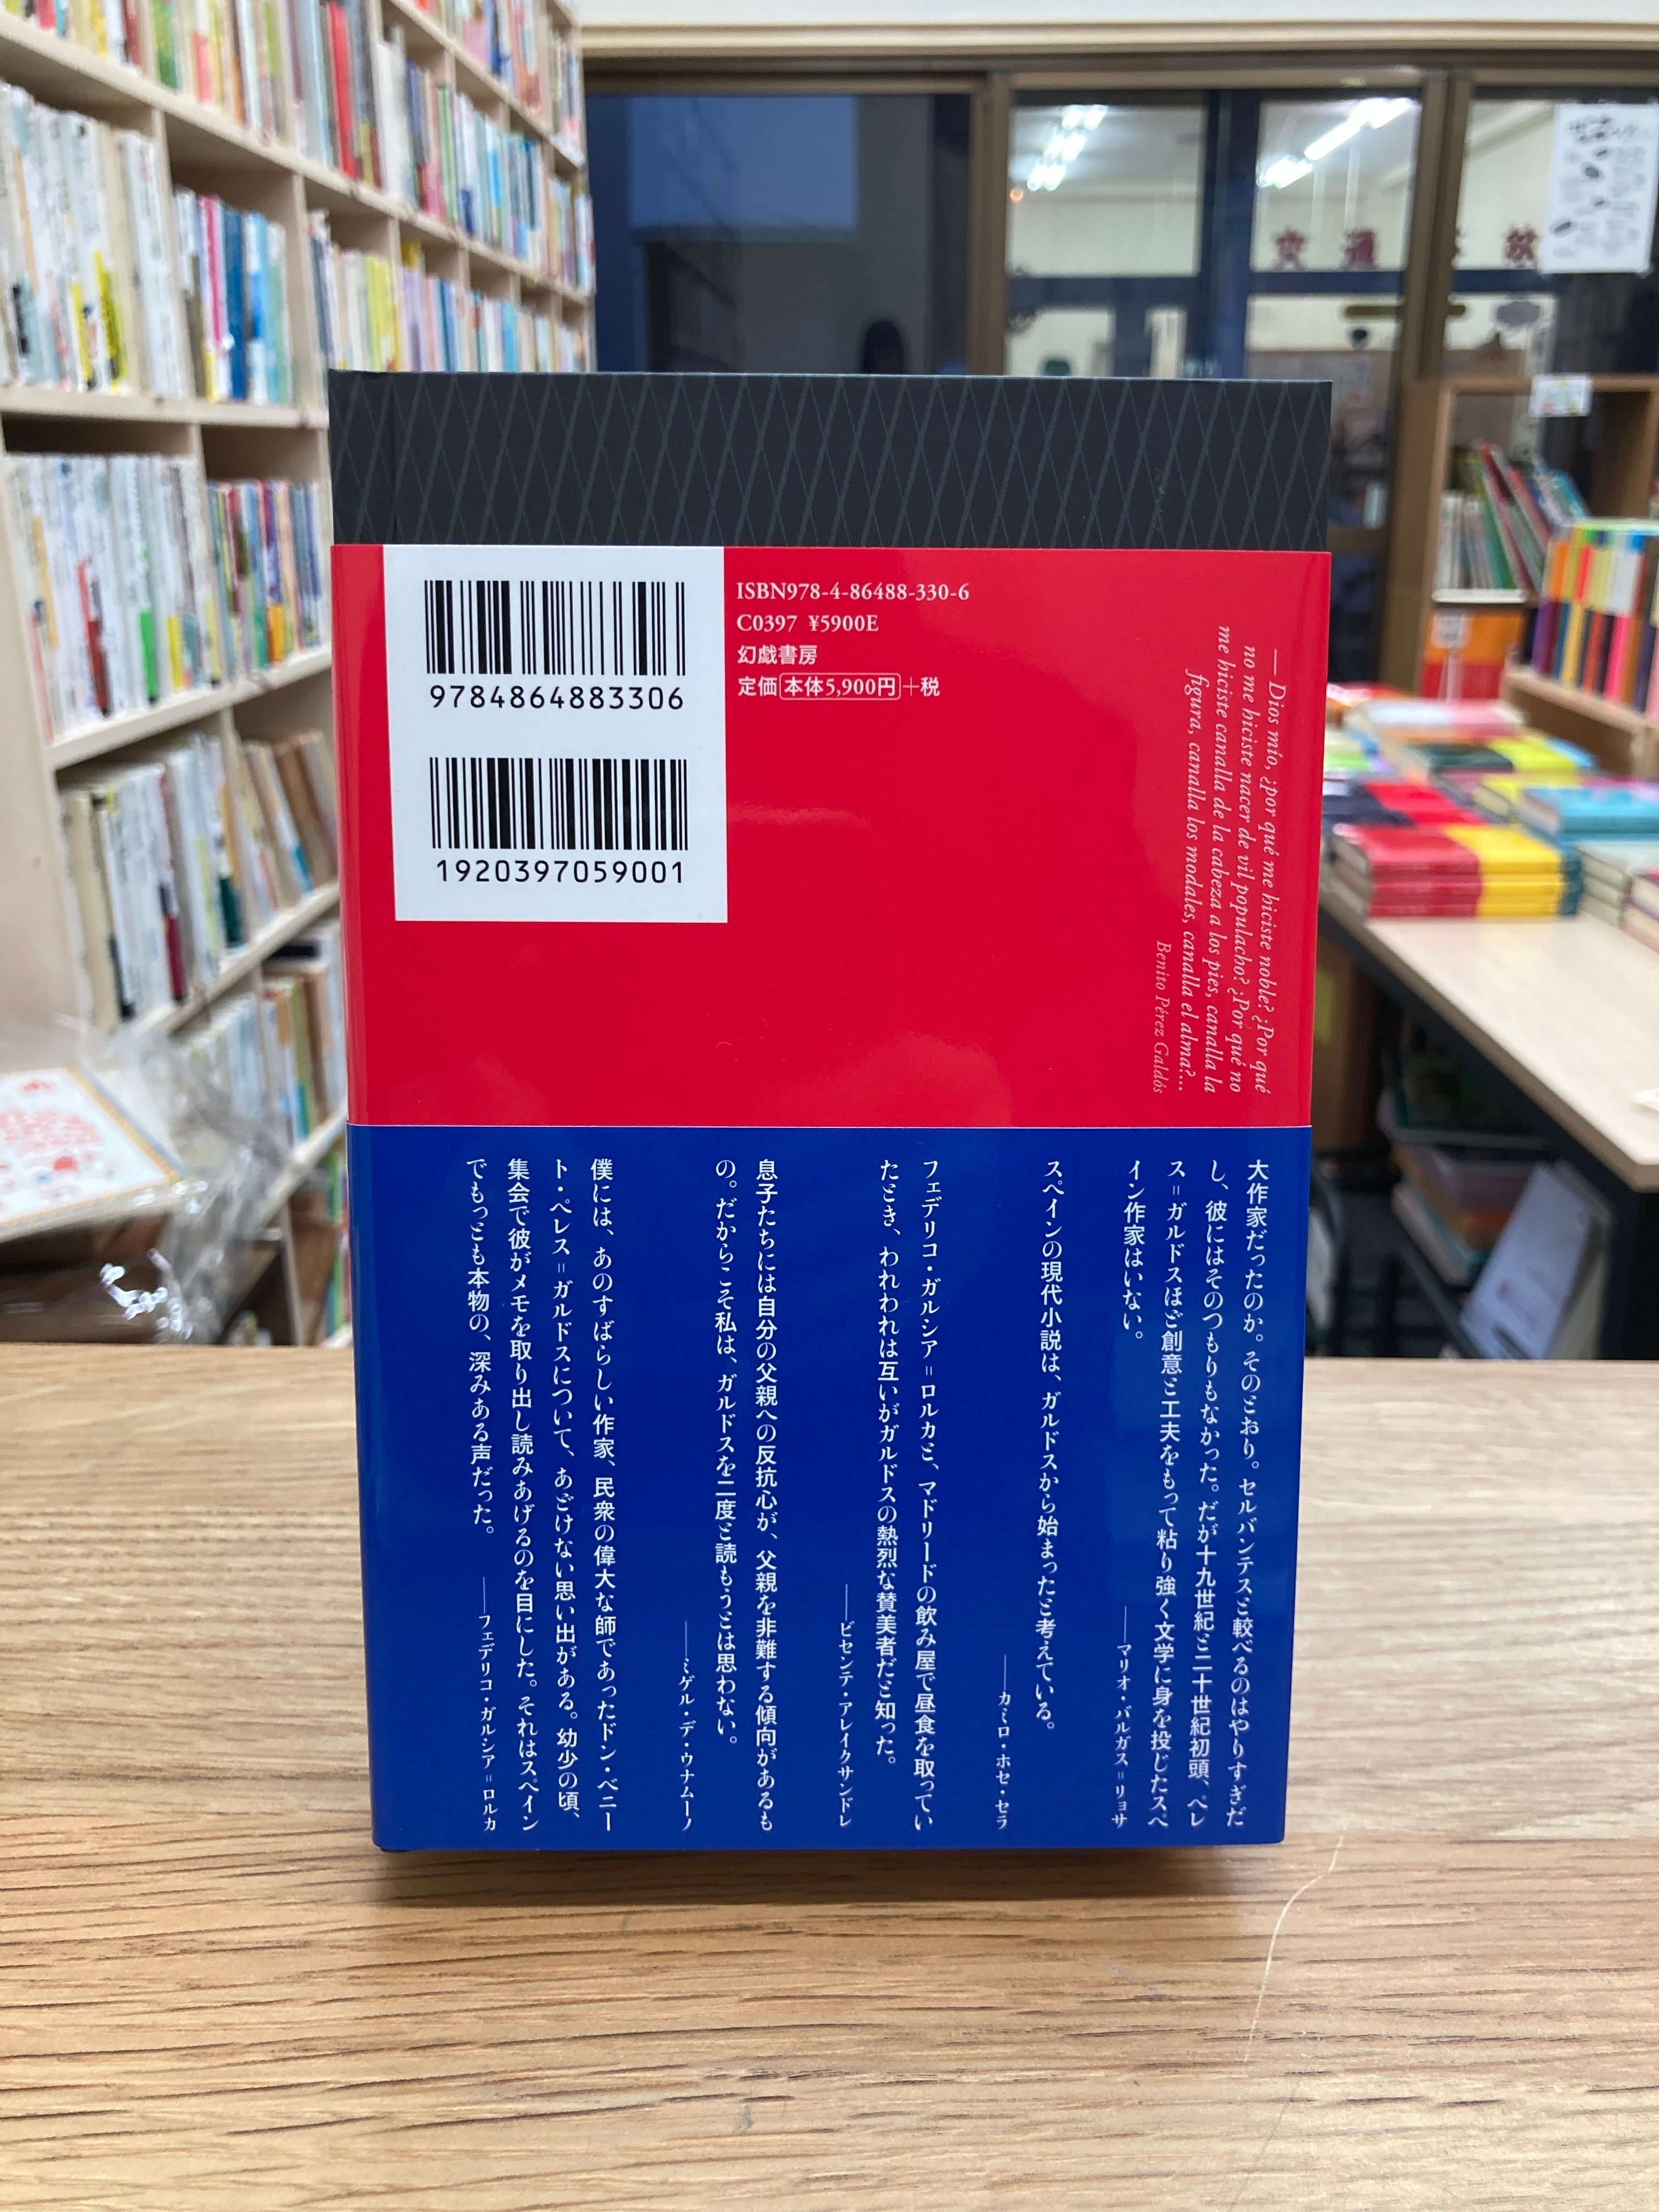 9784864883306
1920397059001
ISBN978-4-86488-330-6
C0397 ¥5900E
幻戯書房
定価 本体5,900円+税
—Dios mío, ¿por qué me hiciste noble? ¿Por qué
no me hiciste nacer de vil populacho? ¿Por qué no
me hiciste canalla de la cabeza a los pies, canalla la
figura, canalla los modales, canalla el alma?...
Benito Pérez Galdós
大作家だったのか。そのとおり。セルバンテスと較べるのはやりすぎだ
し、彼にはそのつもりもなかった。だが十九世紀と二十世紀初頭、ペレ
ス=ガルドスほど創意と工夫をもって粘り強く文学に身を投じたスペ
イン作家はいない。
——マリオ・バルガス=リョサ
スペインの現代小説は、ガルドスから始まったと考えている。
——カミロ・ホセ・セラ
フェデリコ・ガルシア=ロルカと、マドリードの飲み屋で昼食を取ってい
たとき、われわれは互いがガルドスの熱烈な賛美者だと知った。
——ビセンテ・アレイクサンドレ
息子たちには自分の父親への反抗心が、父親を非難する傾向があるも
の。だからこそ私は、ガルドスを二度と読もうとは思わない。
——ミゲル・デ・ウナムーノ
僕には、あのすばらしい作家、民衆の偉大な師であったドン・ベニー
ト・ペレス=ガルドスについて、あどけない思い出がある。幼少の頃、
集会で彼がメモを取り出し読みあげるのを目にした。それはスペイン
でもっとも本物の、深みある声だった。
——フェデリコ・ガルシア=ロルカ
交通